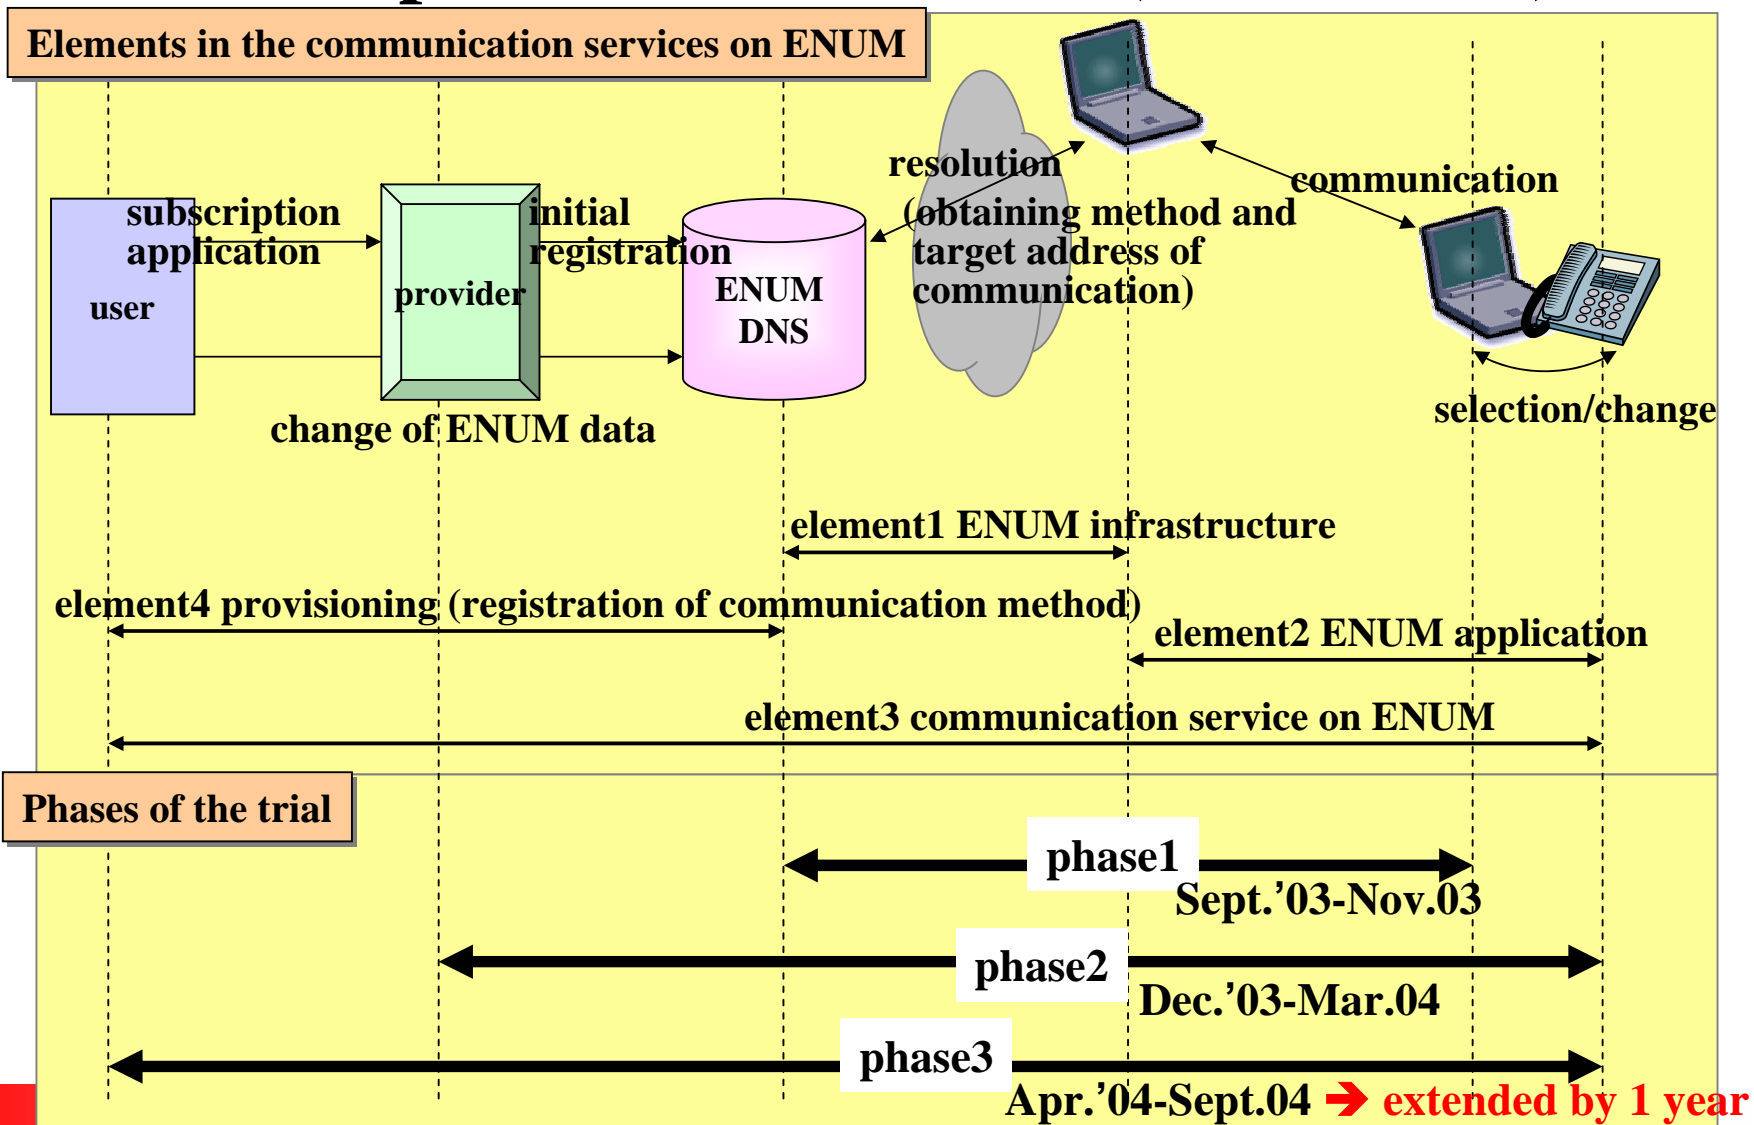 Elements in the communication services on ENUM
resolution
communication
subscription
application
initial
registration
(obtaining method and
target address of
communication)
user
provider
ENUM
DNS
change of ENUM data
selection/change
element1 ENUM infrastructure
element4 provisioning (registration of communication method)
element2 ENUM application
element3 communication service on ENUM
Phases of the trial
phase1
Sept.’03-Nov.03
phase2
Dec.’03-Mar.04
phase3
Apr.’04-Sept.04 ➔ extended by 1 year